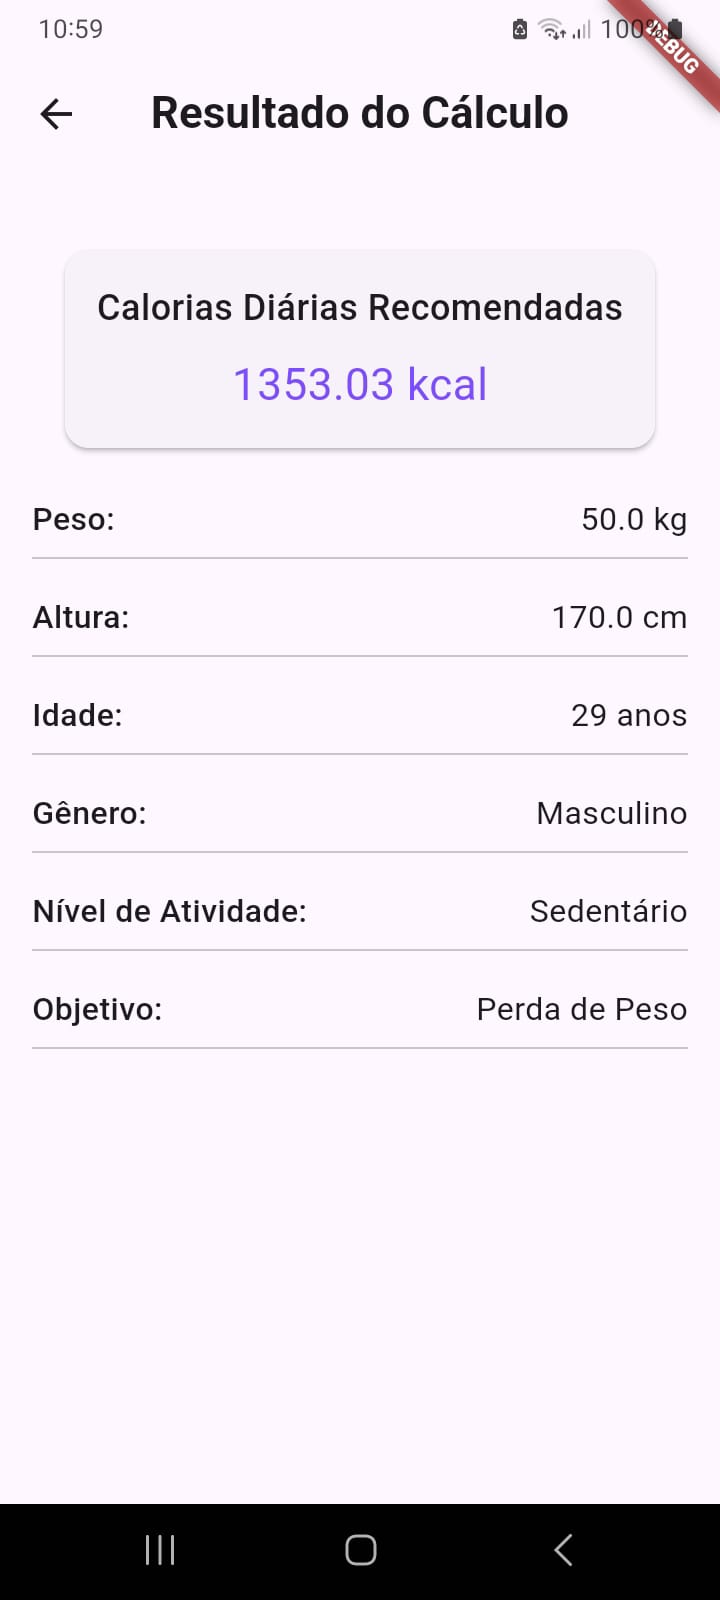 10:59
100%
DEBUG
Resultado do Cálculo
Calorias Diárias Recomendadas
1353.03 kcal
Peso: 50.0 kg
Altura: 170.0 cm
Idade: 29 anos
Gênero: Masculino
Nível de Atividade: Sedentário
Objetivo: Perda de Peso